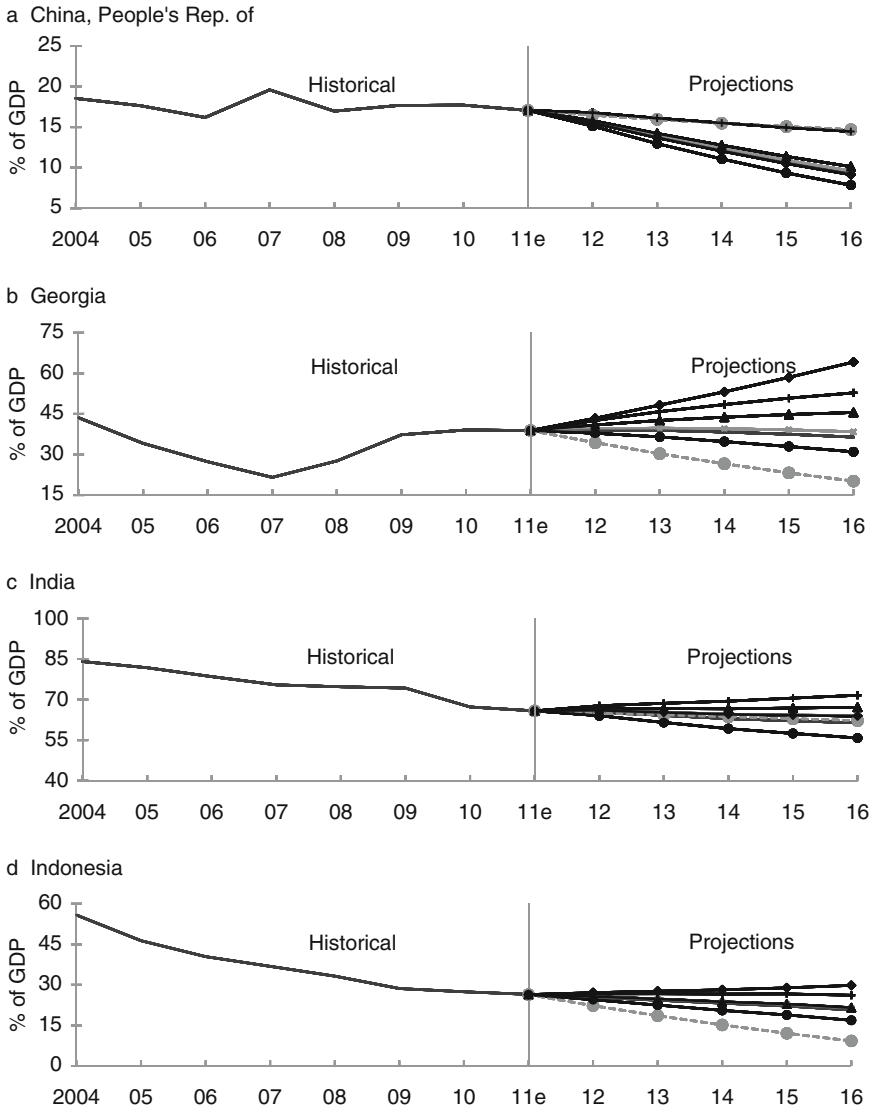 a China, People's Rep. of
25
20
15
10
5
% of GDP
Historical
Projections
2004 05 06 07 08 09 10 11e 12 13 14 15 16
b Georgia
75
60
45
30
15
% of GDP
Historical
Projections
2004 05 06 07 08 09 10 11e 12 13 14 15 16
c India
100
85
70
55
40
% of GDP
Historical
Projections
2004 05 06 07 08 09 10 11e 12 13 14 15 16
d Indonesia
60
45
30
15
0
% of GDP
Historical
Projections
2004 05 06 07 08 09 10 11e 12 13 14 15 16